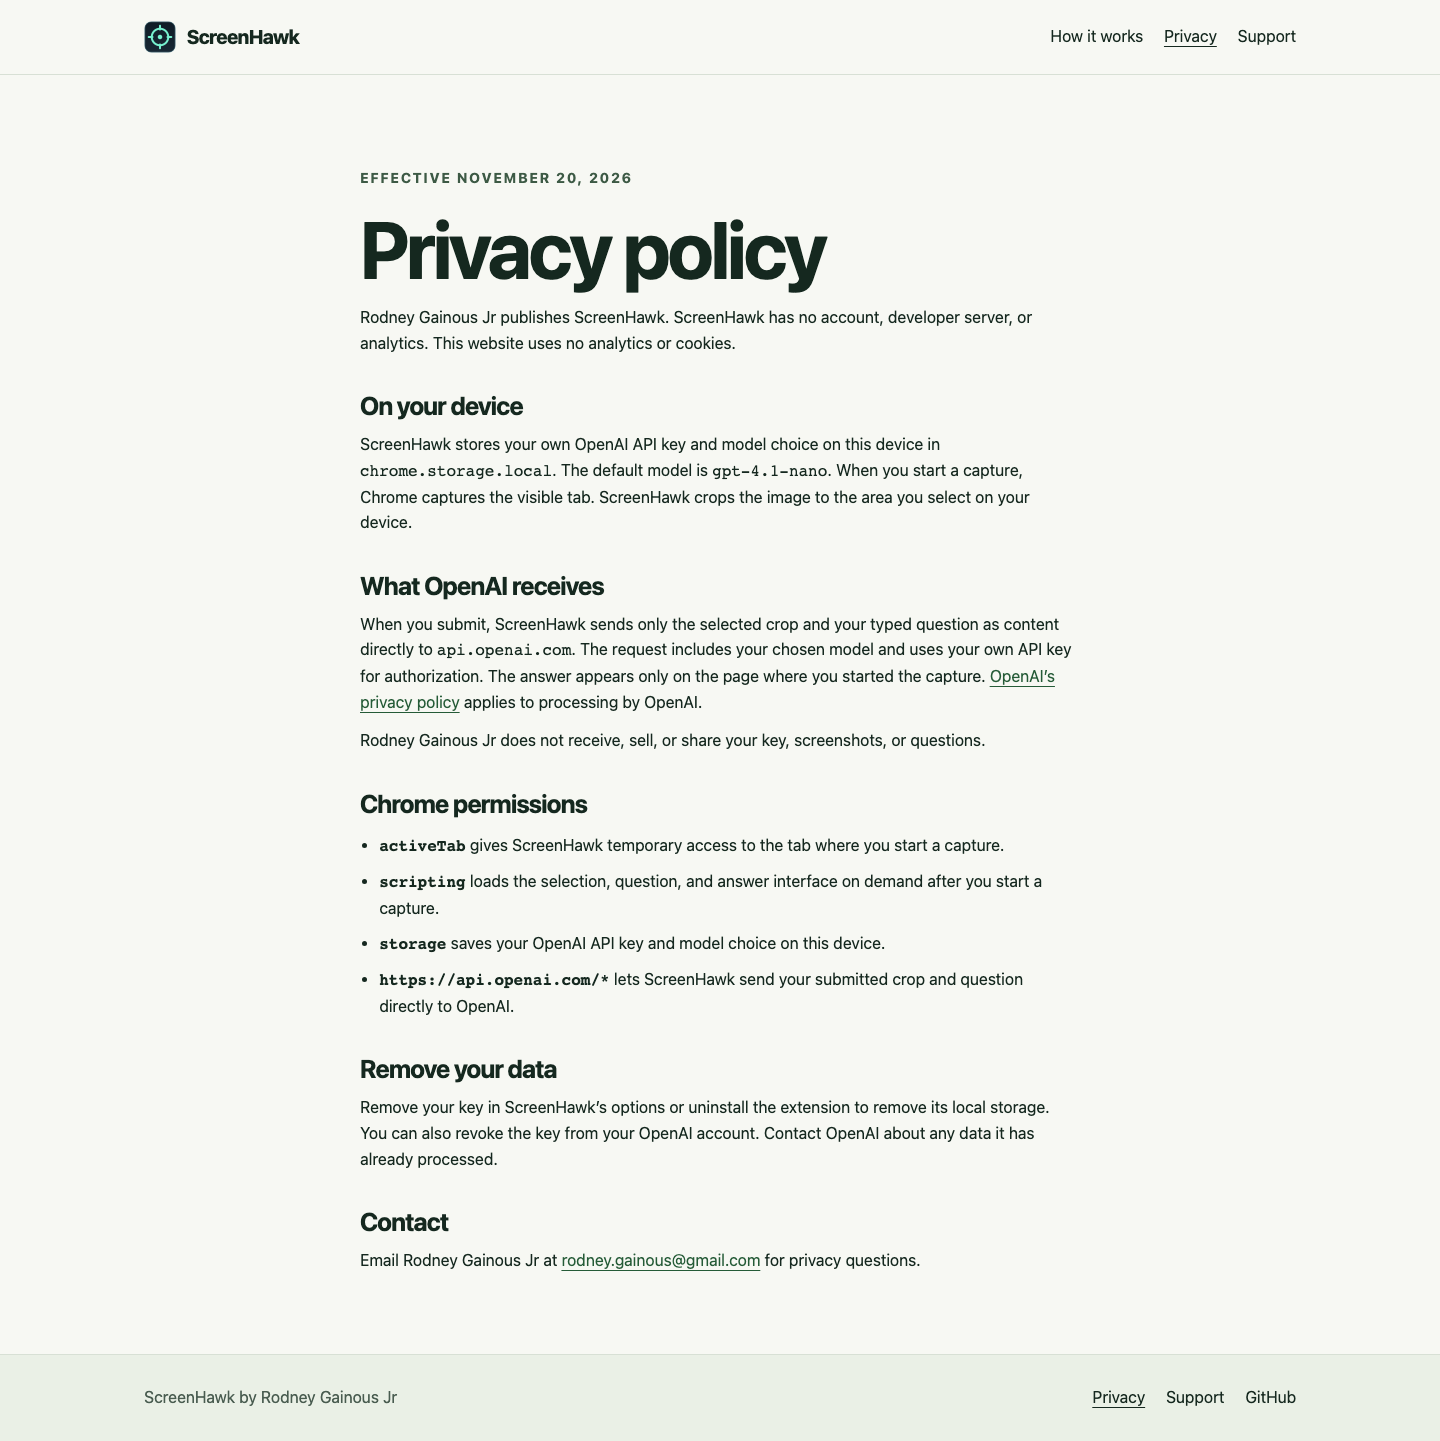 ScreenHawk
How it works Privacy Support
EFFECTIVE NOVEMBER 20, 2026
Privacy policy
Rodney Gainous Jr publishes ScreenHawk. ScreenHawk has no account, developer server, or
analytics. This website uses no analytics or cookies.
On your device
ScreenHawk stores your own OpenAI API key and model choice on this device in
chrome.storage.local. The default model is gpt-4.1-nano. When you start a capture,
Chrome captures the visible tab. ScreenHawk crops the image to the area you select on your
device.
What OpenAI receives
When you submit, ScreenHawk sends only the selected crop and your typed question as content
directly to api.openai.com. The request includes your chosen model and uses your own API key
for authorization. The answer appears only on the page where you started the capture. OpenAI’s
privacy policy applies to processing by OpenAI.
Rodney Gainous Jr does not receive, sell, or share your key, screenshots, or questions.
Chrome permissions
• activeTab gives ScreenHawk temporary access to the tab where you start a capture.
• scripting loads the selection, question, and answer interface on demand after you start a
capture.
• storage saves your OpenAI API key and model choice on this device.
• https://api.openai.com/* lets ScreenHawk send your submitted crop and question
directly to OpenAI.
Remove your data
Remove your key in ScreenHawk’s options or uninstall the extension to remove its local storage.
You can also revoke the key from your OpenAI account. Contact OpenAI about any data it has
already processed.
Contact
Email Rodney Gainous Jr at rodney.gainous@gmail.com for privacy questions.
ScreenHawk by Rodney Gainous Jr
Privacy Support GitHub